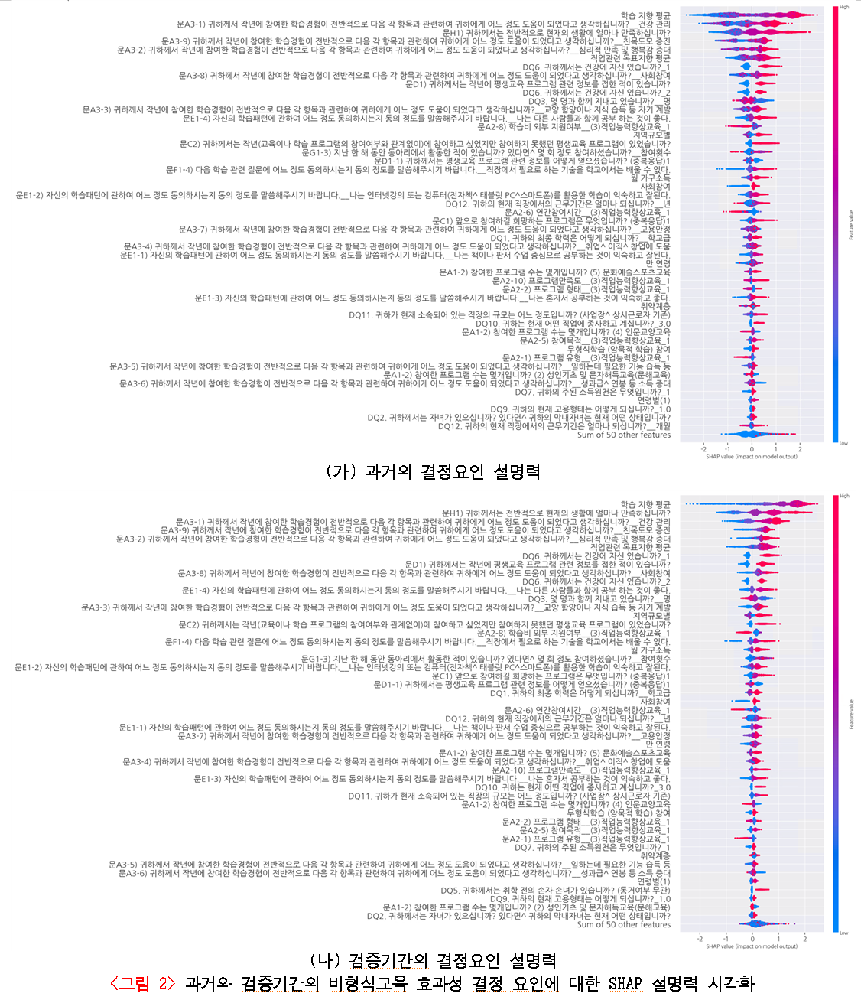 High
학습 지향 평균
문A3-1) 귀하께서 작년에 참여한 학습경험이 전반적으로 다음 각 항목과 관련하여 귀하에게 어느 정도 도움이 되었다고 생각하십니까?__건강 관리
문H1) 귀하께서는 전반적으로 현재의 생활에 얼마나 만족하십니까?
문A3-9) 귀하께서 작년에 참여한 학습경험이 전반적으로 다음 각 항목과 관련하여 귀하에게 어느 정도 도움이 되었다고 생각하십니까?__친목도모 증진
문A3-2) 귀하께서 작년에 참여한 학습경험이 전반적으로 다음 각 항목과 관련하여 귀하에게 어느 정도 도움이 되었다고 생각하십니까?__심리적 만족 및 행복감 증대
직업관련 목표지향 평균
DQ6. 귀하께서는 건강에 자신 있습니까?_1
문A3-8) 귀하께서 작년에 참여한 학습경험이 전반적으로 다음 각 항목과 관련하여 귀하에게 어느 정도 도움이 되었다고 생각하십니까?__사회참여
문D1) 귀하께서는 작년에 평생교육 프로그램 관련 정보를 접한 적이 있습니까?
DQ6. 귀하께서는 건강에 자신 있습니까?_2
DQ3. 몇 명과 함께 지내고 있습니까?__명
문A3-3) 귀하께서 작년에 참여한 학습경험이 전반적으로 다음 각 항목과 관련하여 귀하에게 어느 정도 도움이 되었다고 생각하십니까?__교양 함양이나 지식 습득 등 자기 계발
문E1-4) 자신의 학습패턴에 관하여 어느 정도 동의하시는지 동의 정도를 말씀해주시기 바랍니다.__나는 다른 사람들과 함께 공부 하는 것이 좋다.
문A2-8) 학습비 외부 지원여부__(3)직업능력향상교육_1
지역규모별
문C2) 귀하께서는 작년(교육이나 학습 프로그램의 참여여부와 관계없이)에 참여하고 싶었지만 참여하지 못했던 평생교육 프로그램이 있었습니까?
문G1-3) 지난 한 해 동안 동아리에서 활동한 적이 있습니까? 있다면^ 몇 회 정도 참여하셨습니까?__참여횟수
문D1-1) 귀하께서는 평생교육 프로그램 관련 정보를 어떻게 얻으셨습니까? (중복응답)1
문F1-4) 다음 학습 관련 질문에 어느 정도 동의하시는지 동의 정도를 말씀해주시기 바랍니다.__직장에서 필요로 하는 기술을 학교에서는 배울 수 없다.
월 가구소득
사회참여
문E1-2) 자신의 학습패턴에 관하여 어느 정도 동의하시는지 동의 정도를 말씀해주시기 바랍니다.__나는 인터넷강의 또는 컴퓨터(전자책^ 태블릿 PC^스마트폰)를 활용한 학습이 익숙하고 잘된다.
DQ12. 귀하의 현재 직장에서의 근무기간은 얼마나 되십니까?__년
문A2-6) 연간참여시간__(3)직업능력향상교육_1
문C1) 앞으로 참여하길 희망하는 프로그램은 무엇입니까? (중복응답)1
문A3-7) 귀하께서 작년에 참여한 학습경험이 전반적으로 다음 각 항목과 관련하여 귀하에게 어느 정도 도움이 되었다고 생각하십니까?__고용안정
DQ1. 귀하의 최종 학력은 어떻게 되십니까?__학교급
문A3-4) 귀하께서 작년에 참여한 학습경험이 전반적으로 다음 각 항목과 관련하여 귀하에게 어느 정도 도움이 되었다고 생각하십니까?__취업^ 이직^ 창업에 도움
문E1-1) 자신의 학습패턴에 관하여 어느 정도 동의하시는지 동의 정도를 말씀해주시기 바랍니다.__나는 책이나 판서 수업 중심으로 공부하는 것이 익숙하고 잘된다.
만 연령
문A1-2) 참여한 프로그램 수는 몇개입니까? (5) 문화예술스포츠교육
문A2-10) 프로그램만족도__(3)직업능력향상교육_1
문A2-2) 프로그램 형태__(3)직업능력향상교육_1
문E1-3) 자신의 학습패턴에 관하여 어느 정도 동의하시는지 동의 정도를 말씀해주시기 바랍니다.__나는 혼자서 공부하는 것이 익숙하고 좋다.
취약계층
DQ11. 귀하가 현재 소속되어 있는 직장의 규모는 어느 정도입니까? (사업장^ 상시근로자 기준)
DQ10. 귀하는 현재 어떤 직업에 종사하고 계십니까?_3.0
문A1-2) 참여한 프로그램 수는 몇개입니까? (4) 인문교양교육
문A2-5) 참여목적__(3)직업능력향상교육_1
무형식학습 (암묵적 학습) 참여
문A2-1) 프로그램 유형__(3)직업능력향상교육_1
문A3-5) 귀하께서 작년에 참여한 학습경험이 전반적으로 다음 각 항목과 관련하여 귀하에게 어느 정도 도움이 되었다고 생각하십니까?__일하는데 필요한 기능 습득 등
문A1-2) 참여한 프로그램 수는 몇개입니까? (2) 성인기초 및 문자해득교육(문해교육)
문A3-6) 귀하께서 작년에 참여한 학습경험이 전반적으로 다음 각 항목과 관련하여 귀하에게 어느 정도 도움이 되었다고 생각하십니까?__성과급^ 연봉 등 소득 증대
DQ7. 귀하의 주된 소득원천은 무엇입니까?_1
연령별(1)
DQ9. 귀하의 현재 고용형태는 어떻게 되십니까?_1.0
DQ2. 귀하께서는 자녀가 있으십니까? 있다면^ 귀하의 막내자녀는 현재 어떤 상태입니까?
DQ12. 귀하의 현재 직장에서의 근무기간은 얼마나 되십니까?__개월
Sum of 50 other features
Feature value
Low
-2 -1 0 1 2
SHAP value (impact on model output)
(가) 과거의 결정요인 설명력
High
학습 지향 평균
문H1) 귀하께서는 전반적으로 현재의 생활에 얼마나 만족하십니까?
문A3-1) 귀하께서 작년에 참여한 학습경험이 전반적으로 다음 각 항목과 관련하여 귀하에게 어느 정도 도움이 되었다고 생각하십니까?__건강 관리
문A3-9) 귀하께서 작년에 참여한 학습경험이 전반적으로 다음 각 항목과 관련하여 귀하에게 어느 정도 도움이 되었다고 생각하십니까?__친목도모 증진
문A3-2) 귀하께서 작년에 참여한 학습경험이 전반적으로 다음 각 항목과 관련하여 귀하에게 어느 정도 도움이 되었다고 생각하십니까?__심리적 만족 및 행복감 증대
직업관련 목표지향 평균
DQ6. 귀하께서는 건강에 자신 있습니까?_1
문D1) 귀하께서는 작년에 평생교육 프로그램 관련 정보를 접한 적이 있습니까?
문A3-8) 귀하께서 작년에 참여한 학습경험이 전반적으로 다음 각 항목과 관련하여 귀하에게 어느 정도 도움이 되었다고 생각하십니까?__사회참여
DQ6. 귀하께서는 건강에 자신 있습니까?_2
문E1-4) 자신의 학습패턴에 관하여 어느 정도 동의하시는지 동의 정도를 말씀해주시기 바랍니다.__나는 다른 사람들과 함께 공부 하는 것이 좋다.
DQ3. 몇 명과 함께 지내고 있습니까?__명
문A3-3) 귀하께서 작년에 참여한 학습경험이 전반적으로 다음 각 항목과 관련하여 귀하에게 어느 정도 도움이 되었다고 생각하십니까?__교양 함양이나 지식 습득 등 자기 계발
지역규모별
문C2) 귀하께서는 작년(교육이나 학습 프로그램의 참여여부와 관계없이)에 참여하고 싶었지만 참여하지 못했던 평생교육 프로그램이 있었습니까?
문A2-8) 학습비 외부 지원여부__(3)직업능력향상교육_1
문F1-4) 다음 학습 관련 질문에 어느 정도 동의하시는지 동의 정도를 말씀해주시기 바랍니다.__직장에서 필요로 하는 기술을 학교에서는 배울 수 없다.
월 가구소득
문G1-3) 지난 한 해 동안 동아리에서 활동한 적이 있습니까? 있다면^ 몇 회 정도 참여하셨습니까?__참여횟수
문E1-2) 자신의 학습패턴에 관하여 어느 정도 동의하시는지 동의 정도를 말씀해주시기 바랍니다.__나는 인터넷강의 또는 컴퓨터(전자책^ 태블릿 PC^스마트폰)를 활용한 학습이 익숙하고 잘된다.
문C1) 앞으로 참여하길 희망하는 프로그램은 무엇입니까? (중복응답)1
문D1-1) 귀하께서는 평생교육 프로그램 관련 정보를 어떻게 얻으셨습니까? (중복응답)1
DQ1. 귀하의 최종 학력은 어떻게 되십니까?__학교급
사회참여
문A2-6) 연간참여시간__(3)직업능력향상교육_1
DQ12. 귀하의 현재 직장에서의 근무기간은 얼마나 되십니까?__년
문E1-1) 자신의 학습패턴에 관하여 어느 정도 동의하시는지 동의 정도를 말씀해주시기 바랍니다.__나는 책이나 판서 수업 중심으로 공부하는 것이 익숙하고 잘된다.
문A3-7) 귀하께서 작년에 참여한 학습경험이 전반적으로 다음 각 항목과 관련하여 귀하에게 어느 정도 도움이 되었다고 생각하십니까?__고용안정
만 연령
문A1-2) 참여한 프로그램 수는 몇개입니까? (5) 문화예술스포츠교육
문A3-4) 귀하께서 작년에 참여한 학습경험이 전반적으로 다음 각 항목과 관련하여 귀하에게 어느 정도 도움이 되었다고 생각하십니까?__취업^ 이직^ 창업에 도움
문A2-10) 프로그램만족도__(3)직업능력향상교육_1
문E1-3) 자신의 학습패턴에 관하여 어느 정도 동의하시는지 동의 정도를 말씀해주시기 바랍니다.__나는 혼자서 공부하는 것이 익숙하고 좋다.
DQ10. 귀하는 현재 어떤 직업에 종사하고 계십니까?_3.0
DQ11. 귀하가 현재 소속되어 있는 직장의 규모는 어느 정도입니까? (사업장^ 상시근로자 기준)
문A1-2) 참여한 프로그램 수는 몇개입니까? (4) 인문교양교육
무형식학습 (암묵적 학습) 참여
문A2-2) 프로그램 형태__(3)직업능력향상교육_1
문A2-5) 참여목적__(3)직업능력향상교육_1
문A2-1) 프로그램 유형__(3)직업능력향상교육_1
DQ7. 귀하의 주된 소득원천은 무엇입니까?_1
취약계층
문A3-5) 귀하께서 작년에 참여한 학습경험이 전반적으로 다음 각 항목과 관련하여 귀하에게 어느 정도 도움이 되었다고 생각하십니까?__일하는데 필요한 기능 습득 등
문A3-6) 귀하께서 작년에 참여한 학습경험이 전반적으로 다음 각 항목과 관련하여 귀하에게 어느 정도 도움이 되었다고 생각하십니까?__성과급^ 연봉 등 소득 증대
연령별(1)
DQ5. 귀하께서는 취학 전의 손자·손녀가 있습니까? (동거여부 무관)
DQ9. 귀하의 현재 고용형태는 어떻게 되십니까?_1.0
문A1-2) 참여한 프로그램 수는 몇개입니까? (2) 성인기초 및 문자해득교육(문해교육)
DQ2. 귀하께서는 자녀가 있으십니까? 있다면^ 귀하의 막내자녀는 현재 어떤 상태입니까?
Sum of 50 other features
Feature value
Low
-2 -1 0 1 2
SHAP value (impact on model output)
(나) 검증기간의 결정요인 설명력
<그림 2> 과거와 검증기간의 비형식교육 효과성 결정 요인에 대한 SHAP 설명력 시각화